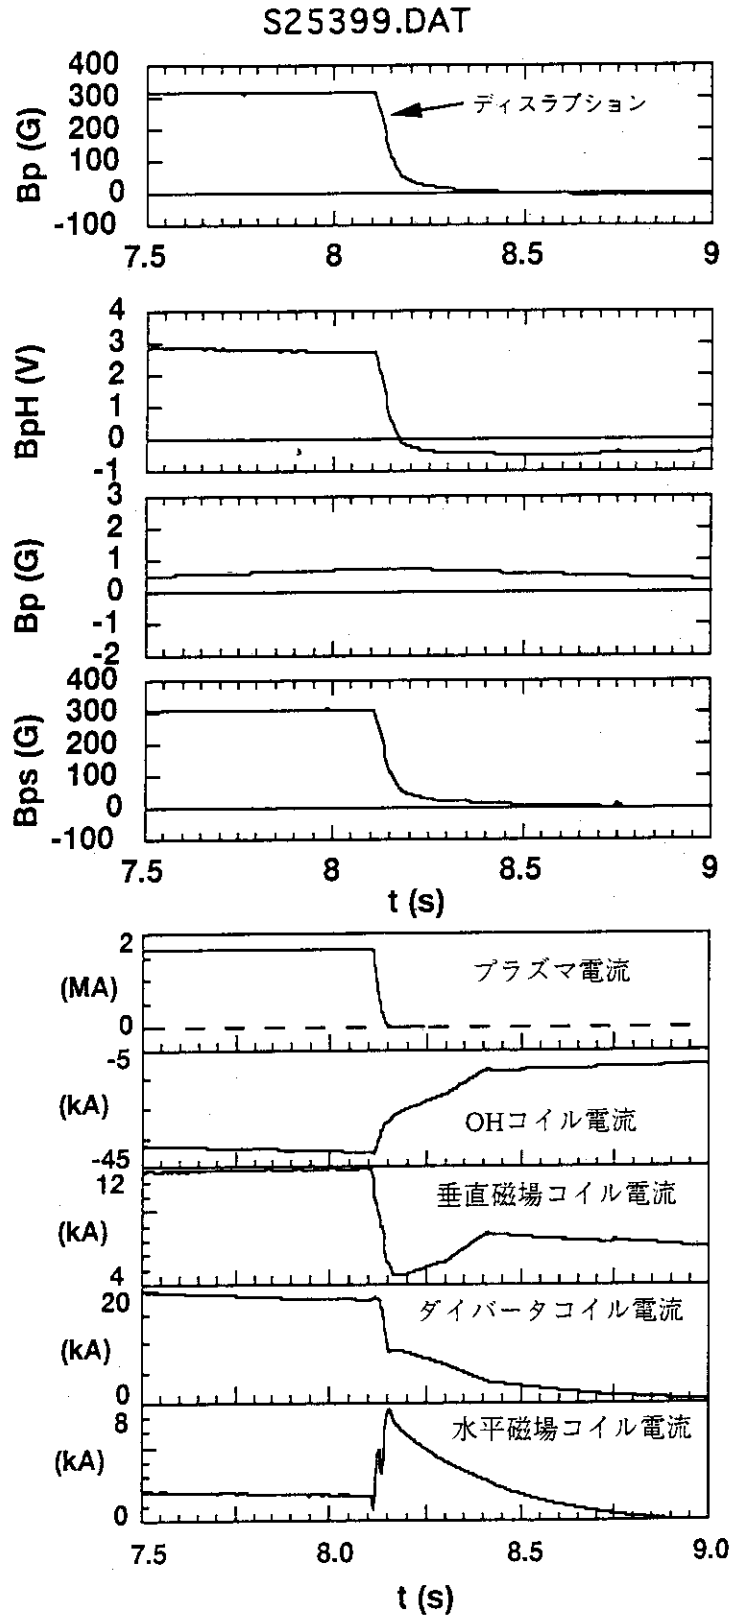 S25399.DAT
400
300
200
100
0
-100
Bp (G)
ディスラプション
7.5 8 8.5 9
4
3
2
1
0
-1
BpH (V)
3
2
1
0
-1
-2
Bp (G)
400
300
200
100
0
-100
Bps (G)
7.5 8 8.5 9
t (s)
2
(MA)
0
プラズマ電流
-5
(kA)
-45
OHコイル電流
12
(kA)
4
垂直磁場コイル電流
20
(kA)
0
ダイバータコイル電流
8
(kA)
0
水平磁場コイル電流
7.5 8.0 8.5 9.0
t (s)